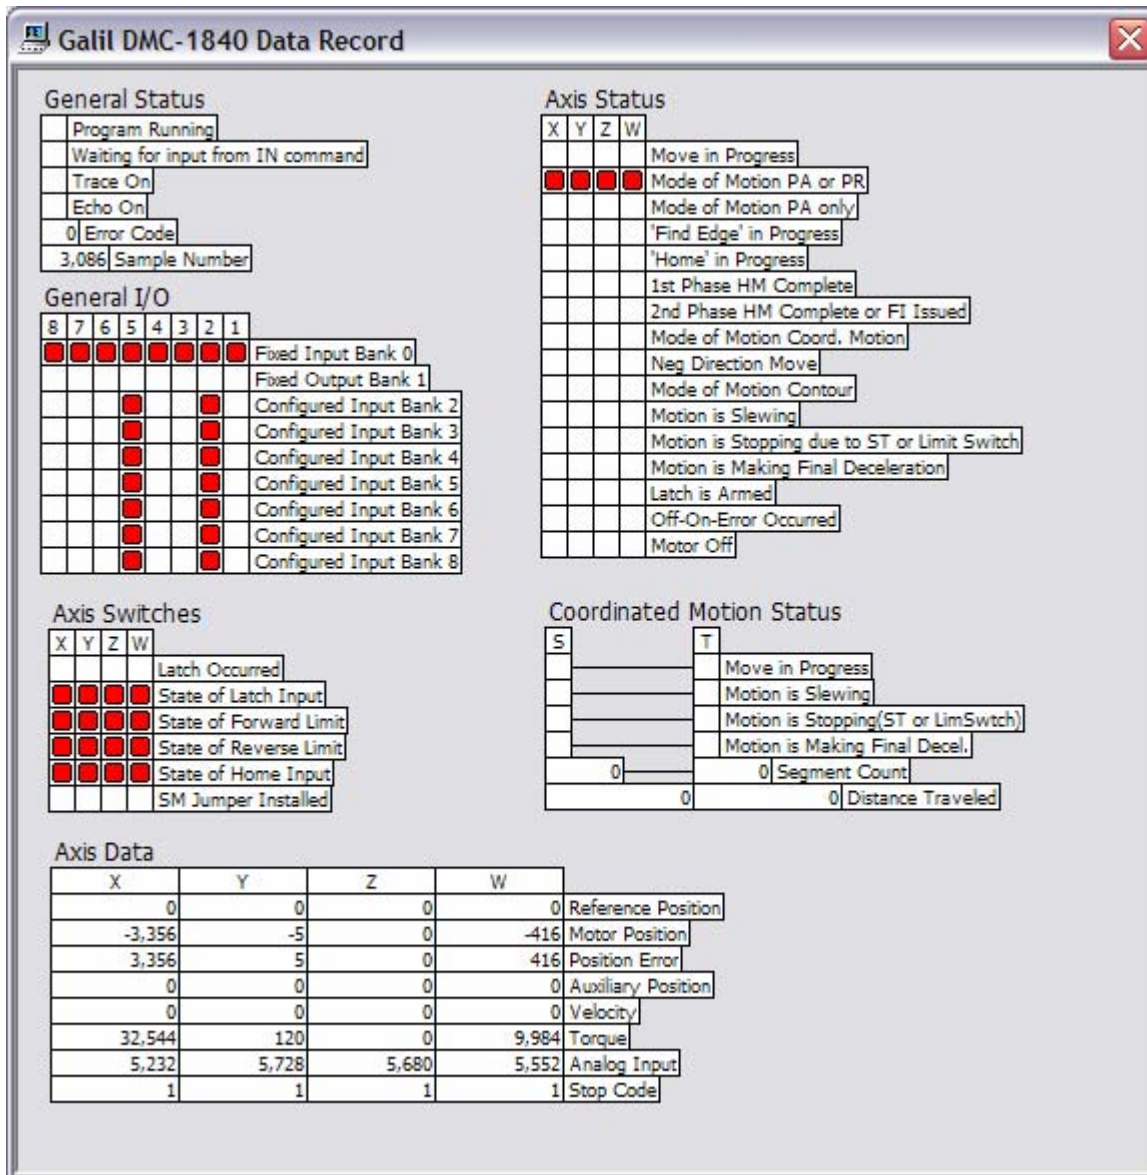 Galil DMC-1840 Data Record
General Status
Program Running
Waiting for input from IN command
Trace On
Echo On
0 Error Code
3,086 Sample Number
General I/O
8 7 6 5 4 3 2 1
Fixed Input Bank 0
Fixed Output Bank 1
Configured Input Bank 2
Configured Input Bank 3
Configured Input Bank 4
Configured Input Bank 5
Configured Input Bank 6
Configured Input Bank 7
Configured Input Bank 8
Axis Status
X Y Z W
Move in Progress
Mode of Motion PA or PR
Mode of Motion PA only
'Find Edge' in Progress
'Home' in Progress
1st Phase HM Complete
2nd Phase HM Complete or FI Issued
Mode of Motion Coord. Motion
Neg Direction Move
Mode of Motion Contour
Motion is Slewing
Motion is Stopping due to ST or Limit Switch
Motion is Making Final Deceleration
Latch is Armed
Off-On-Error Occurred
Motor Off
Axis Switches
X Y Z W
Latch Occurred
State of Latch Input
State of Forward Limit
State of Reverse Limit
State of Home Input
SM Jumper Installed
Coordinated Motion Status
S T
Move in Progress
Motion is Slewing
Motion is Stopping(ST or LimSwtch)
Motion is Making Final Decel.
0 0 Segment Count
0 0 Distance Traveled
Axis Data
X Y Z W
0 0 0 0 Reference Position
-3,356 -5 0 -416 Motor Position
3,356 5 0 416 Position Error
0 0 0 0 Auxiliary Position
0 0 0 0 Velocity
32,544 120 0 9,984 Torque
5,232 5,728 5,680 5,552 Analog Input
1 1 1 1 Stop Code